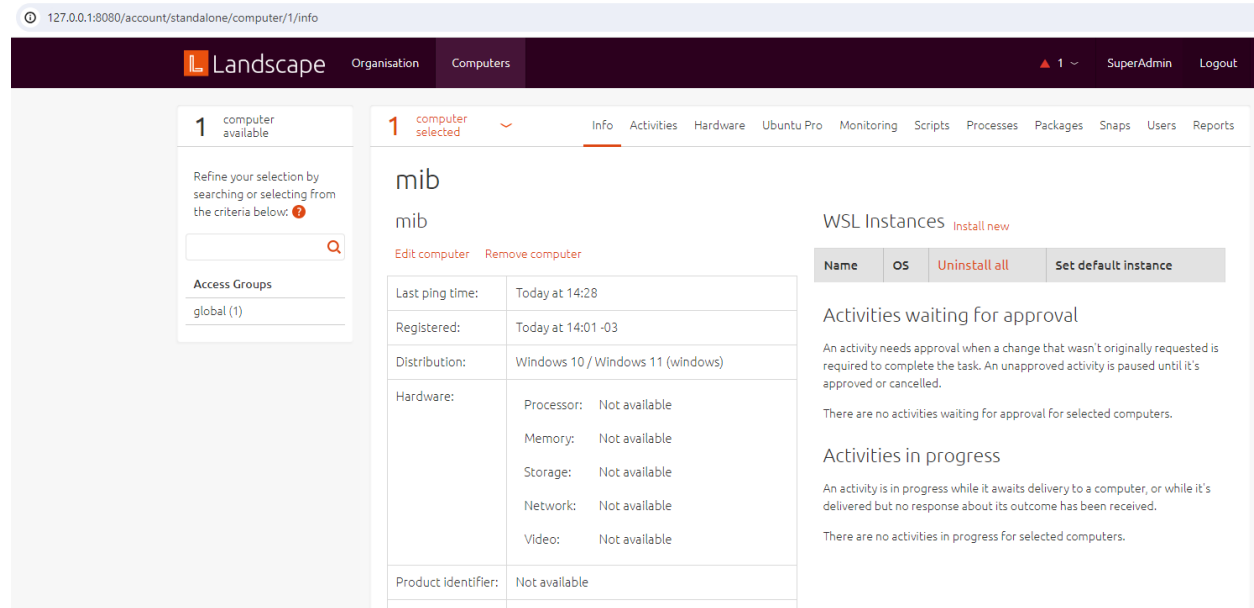 127.0.0.1:8080/account/standalone/computer/1/info
Landscape Organisation Computers 1 SuperAdmin Logout
1 computer available
Refine your selection by
searching or selecting from
the criteria below: ?
Access Groups
global (1)
1 computer selected Info Activities Hardware Ubuntu Pro Monitoring Scripts Processes Packages Snaps Users Reports
mib
mib
Edit computer Remove computer
Last ping time: Today at 14:28
Registered: Today at 14:01 -03
Distribution: Windows 10 / Windows 11 (windows)
Hardware:
Processor: Not available
Memory: Not available
Storage: Not available
Network: Not available
Video: Not available
Product identifier: Not available
WSL Instances Install new
Name OS Uninstall all Set default instance
Activities waiting for approval
An activity needs approval when a change that wasn't originally requested is
required to complete the task. An unapproved activity is paused until it's
approved or cancelled.
There are no activities waiting for approval for selected computers.
Activities in progress
An activity is in progress while it awaits delivery to a computer, or while it's
delivered but no response about its outcome has been received.
There are no activities in progress for selected computers.